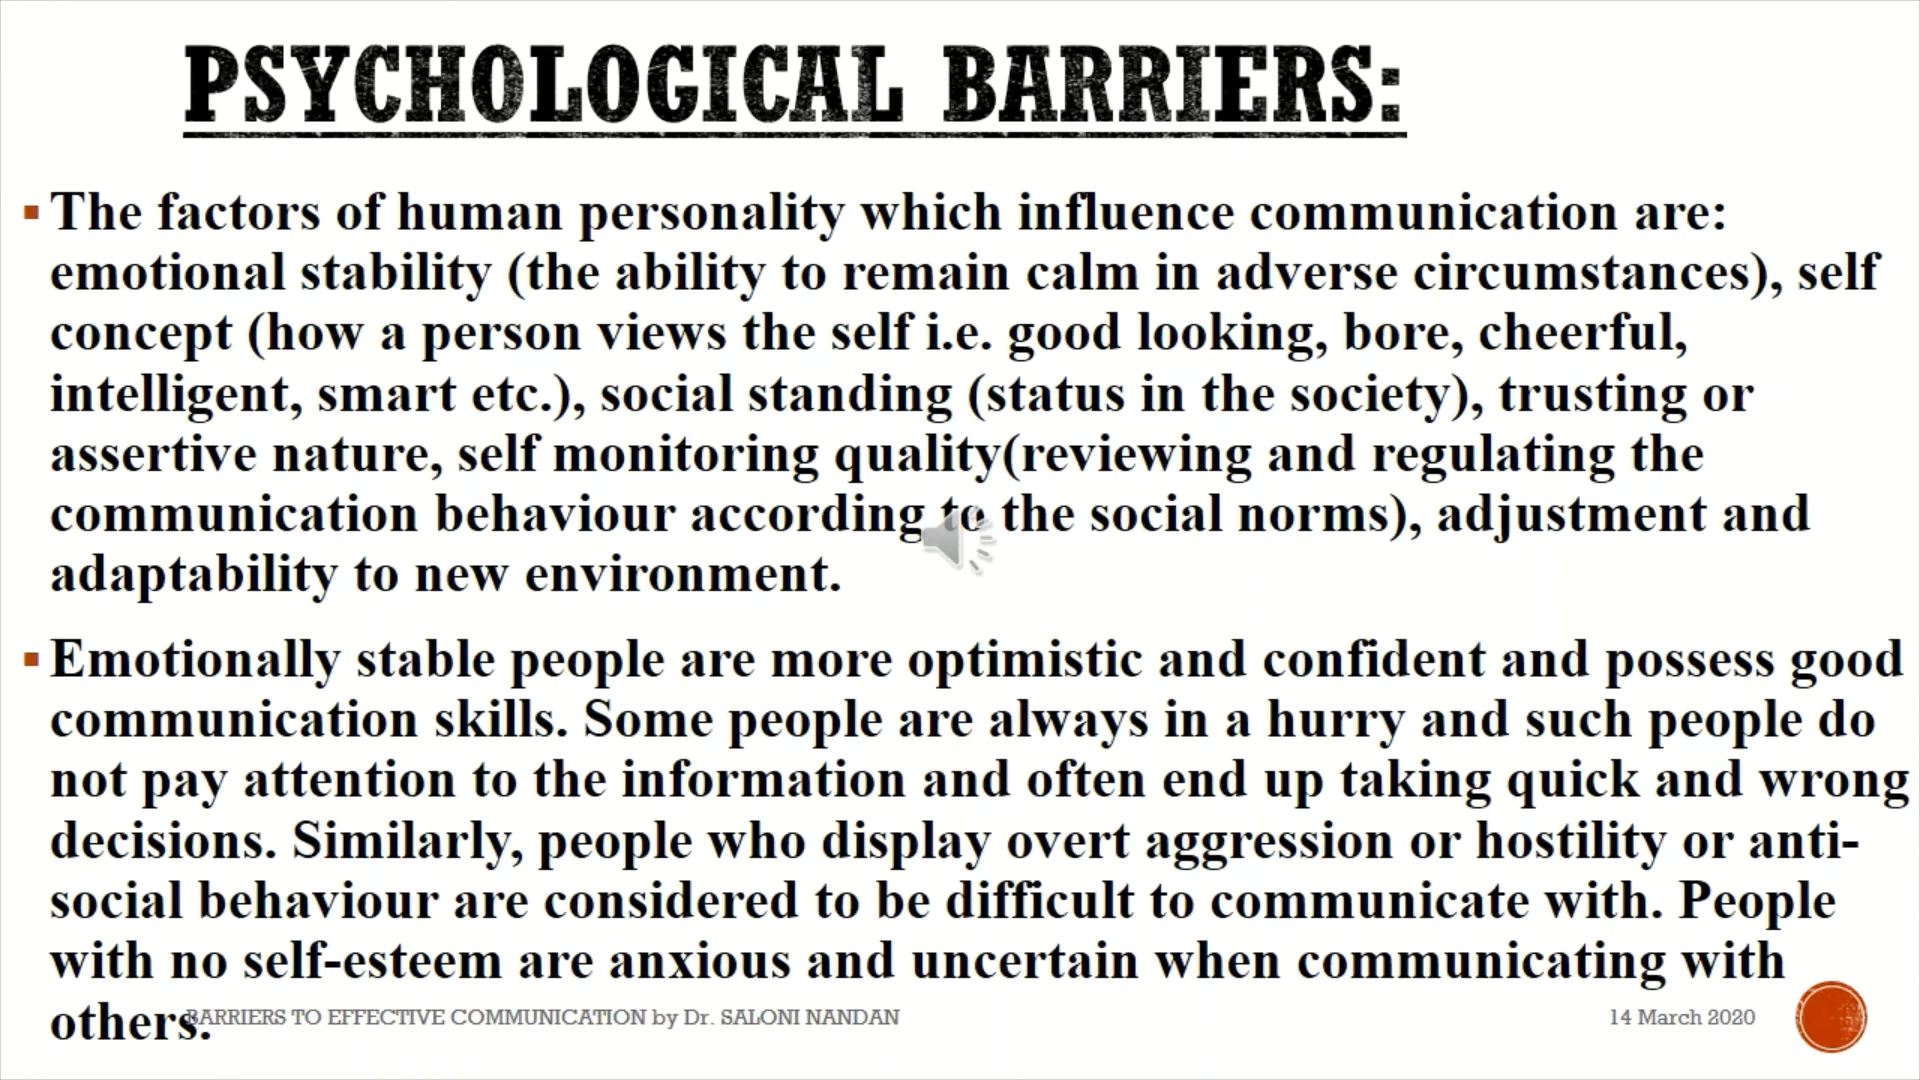 PSYCHOLOGICAL BARRIERS:
▪ The factors of human personality which influence communication are:
emotional stability (the ability to remain calm in adverse circumstances), self
concept (how a person views the self i.e. good looking, bore, cheerful,
intelligent, smart etc.), social standing (status in the society), trusting or
assertive nature, self monitoring quality(reviewing and regulating the
communication behaviour according to the social norms), adjustment and
adaptability to new environment.
▪ Emotionally stable people are more optimistic and confident and possess good
communication skills. Some people are always in a hurry and such people do
not pay attention to the information and often end up taking quick and wrong
decisions. Similarly, people who display overt aggression or hostility or anti-
social behaviour are considered to be difficult to communicate with. People
with no self-esteem are anxious and uncertain when communicating with
others.
BARRIERS TO EFFECTIVE COMMUNICATION by Dr. SALONI NANDAN
14 March 2020